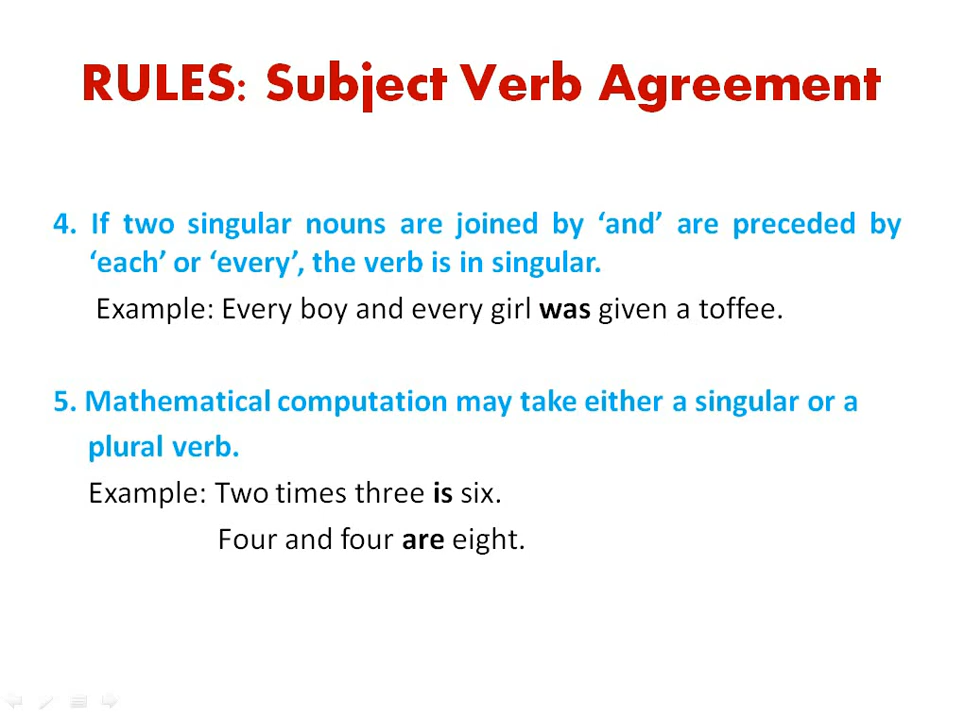 RULES: Subject Verb Agreement
4. If two singular nouns are joined by ‘and’ are preceded by
‘each’ or ‘every’, the verb is in singular.
Example: Every boy and every girl was given a toffee.
5. Mathematical computation may take either a singular or a
plural verb.
Example: Two times three is six.
Four and four are eight.